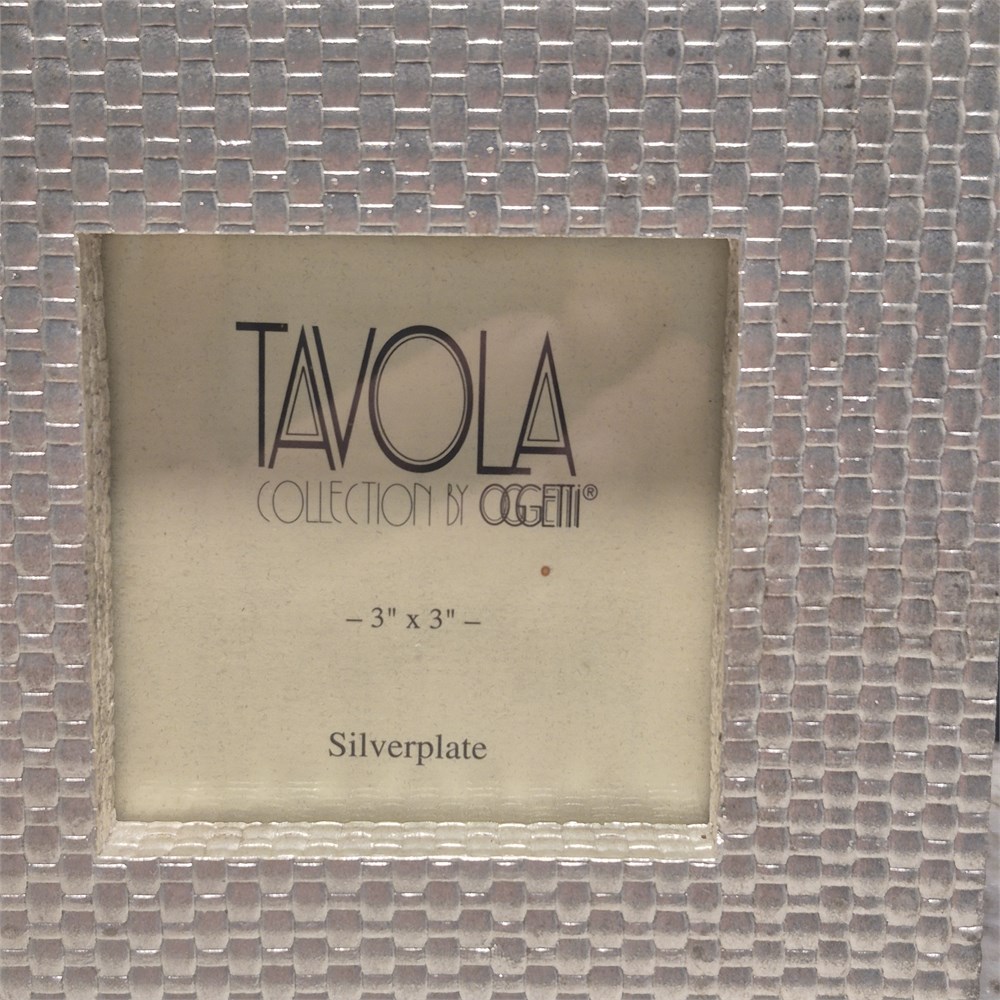 TAVOLA
COLLECTION BY OGGETTI®
– 3" x 3" –
Silverplate